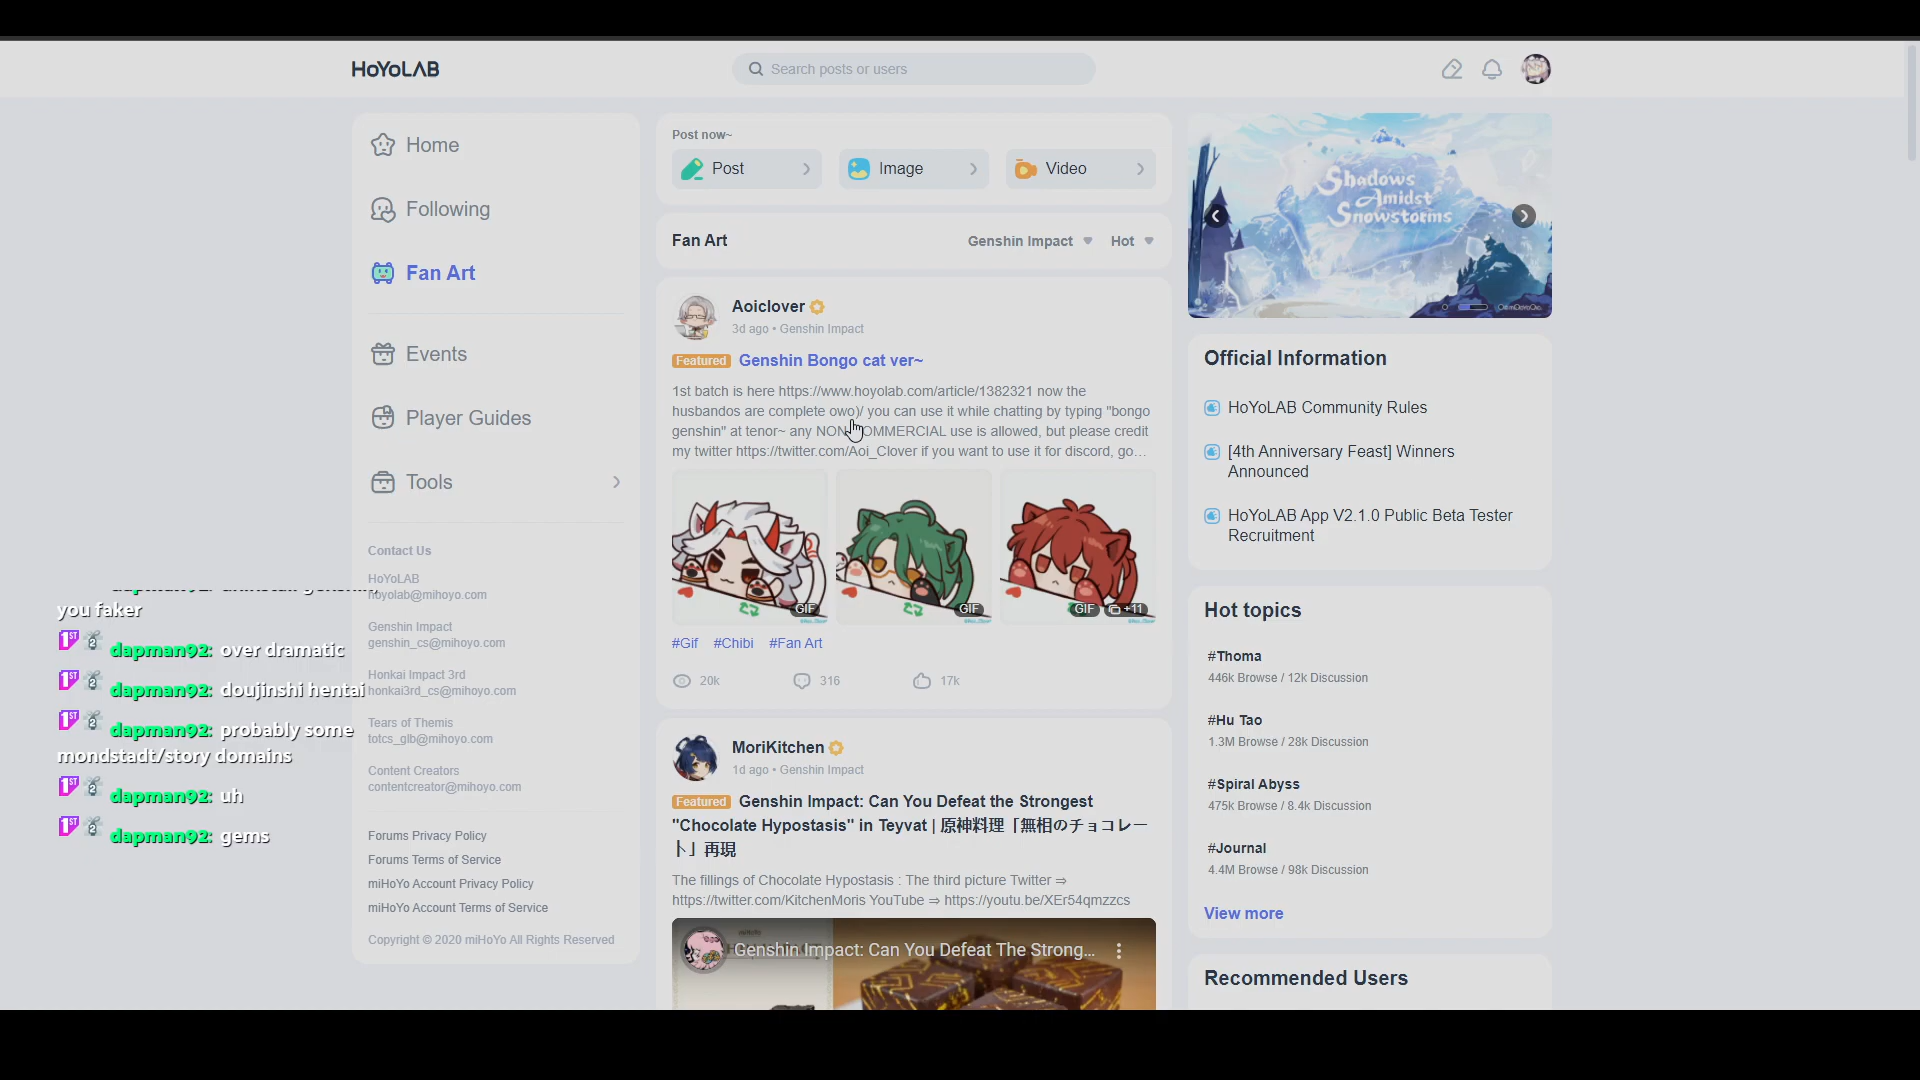 HoYoLAB
Search posts or users
Home
Following
Fan Art
Events
Player Guides
Tools
Contact Us
HoYoLAB
hoyolab@mihoyo.com
Genshin Impact
genshin_cs@mihoyo.com
Honkai Impact 3rd
honkai3rd_cs@mihoyo.com
Tears of Themis
totcs_glb@mihoyo.com
Content Creators
contentcreator@mihoyo.com
Forums Privacy Policy
Forums Terms of Service
miHoYo Account Privacy Policy
miHoYo Account Terms of Service
Copyright © 2020 miHoYo All Rights Reserved
you faker
1ST 2 dapman92: over dramatic
1ST 2 dapman92: doujinshi hentai
1ST 2 dapman92: probably some
mondstadt/story domains
1ST 2 dapman92: uh
1ST 2 dapman92: gems
Post now~
Post
Image
Video
Fan Art
Genshin Impact
Hot
Aoiclover
3d ago • Genshin Impact
Featured Genshin Bongo cat ver~
1st batch is here https://www.hoyolab.com/article/1382321 now the
husbandos are complete owo)/ you can use it while chatting by typing "bongo
genshin" at tenor~ any NON COMMERCIAL use is allowed, but please credit
my twitter https://twitter.com/Aoi_Clover if you want to use it for discord, go...
GIF
GIF
GIF +11
#Gif #Chibi #Fan Art
20k
316
17k
MoriKitchen
1d ago • Genshin Impact
Featured Genshin Impact: Can You Defeat the Strongest
"Chocolate Hypostasis" in Teyvat | 原神料理「無相のチョコレー
ト」再現
The fillings of Chocolate Hypostasis : The third picture Twitter ⇒
https://twitter.com/KitchenMoris YouTube ⇒ https://youtu.be/XEr54qmzzcs
Genshin Impact: Can You Defeat The Strong...
Shadows
Amidst
Snowstorms
Official Information
HoYoLAB Community Rules
[4th Anniversary Feast] Winners
Announced
HoYoLAB App V2.1.0 Public Beta Tester
Recruitment
Hot topics
#Thoma
446k Browse / 12k Discussion
#Hu Tao
1.3M Browse / 28k Discussion
#Spiral Abyss
475k Browse / 8.4k Discussion
#Journal
4.4M Browse / 98k Discussion
View more
Recommended Users